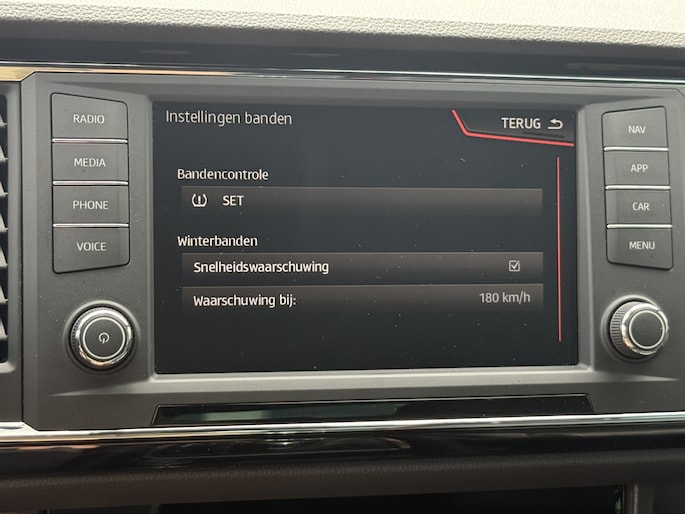 Instellingen banden
TERUG
Bandencontrole
SET
Winterbanden
Snelheidswaarschuwing
Waarschuwing bij: 180 km/h
RADIO
MEDIA
PHONE
VOICE
NAV
APP
CAR
MENU